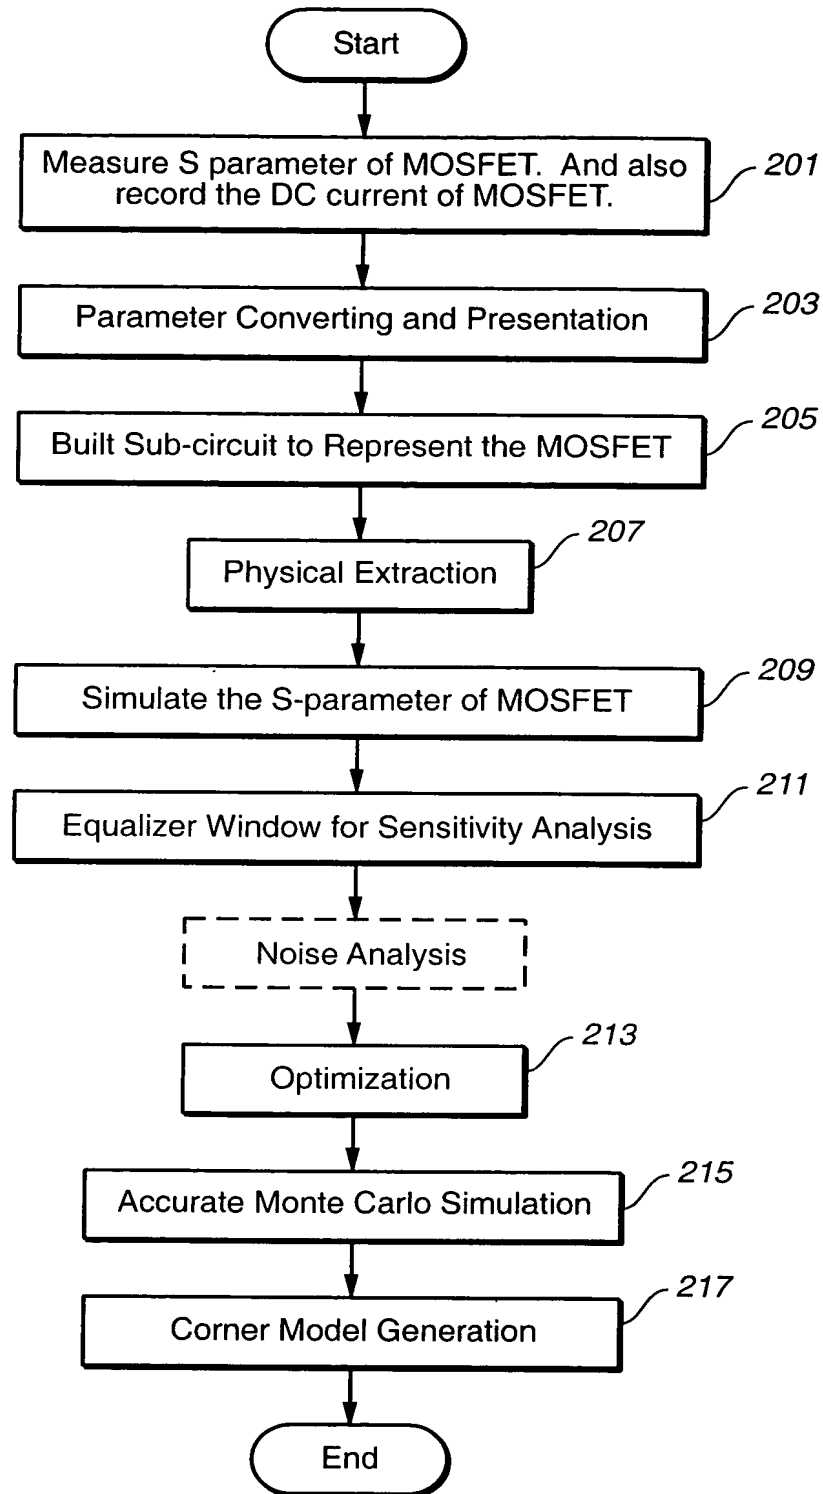 Start
Measure S parameter of MOSFET. And also
record the DC current of MOSFET.
201
Parameter Converting and Presentation
203
Built Sub-circuit to Represent the MOSFET
205
Physical Extraction
207
Simulate the S-parameter of MOSFET
209
Equalizer Window for Sensitivity Analysis
211
Noise Analysis
Optimization
213
Accurate Monte Carlo Simulation
215
Corner Model Generation
217
End